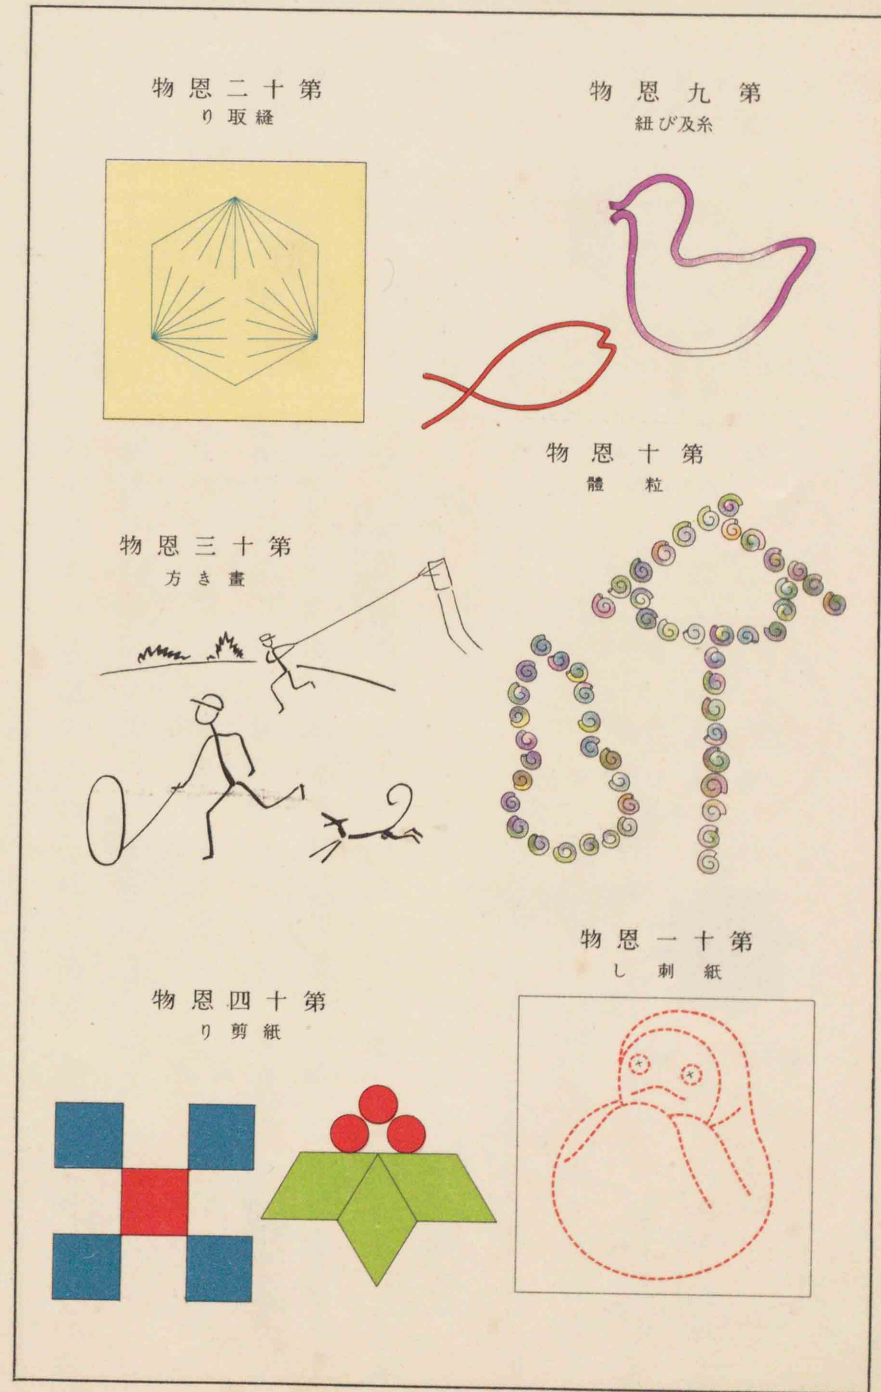 第九恩物
糸及び紐
第十恩物
粒體
第十一恩物
紙刺し
第十二恩物
縫取り
第十三恩物
畫き方
第十四恩物
紙剪り